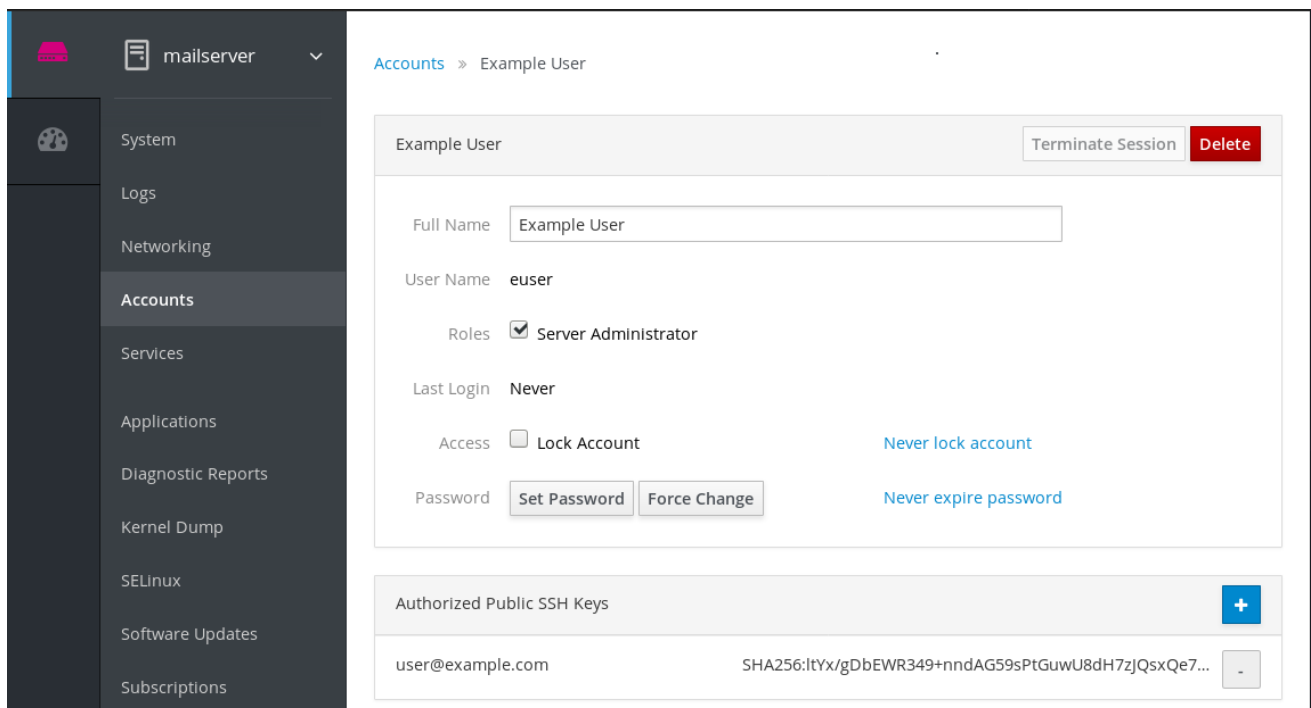 mailserver
System
Logs
Networking
Accounts
Services
Applications
Diagnostic Reports
Kernel Dump
SELinux
Software Updates
Subscriptions
Accounts » Example User
Example User Terminate Session Delete
Full Name Example User
User Name euser
Roles Server Administrator
Last Login Never
Access Lock Account Never lock account
Password Set Password Force Change Never expire password
Authorized Public SSH Keys +
user@example.com SHA256:ltYx/gDbEWR349+nndAG59sPtGuwU8dH7zJQsxQe7... -